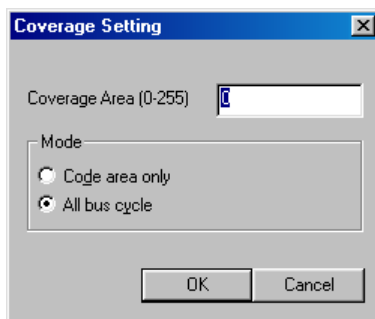 Coverage Setting
Coverage Area (0-255) 0
Mode
Code area only
All bus cycle
OK Cancel